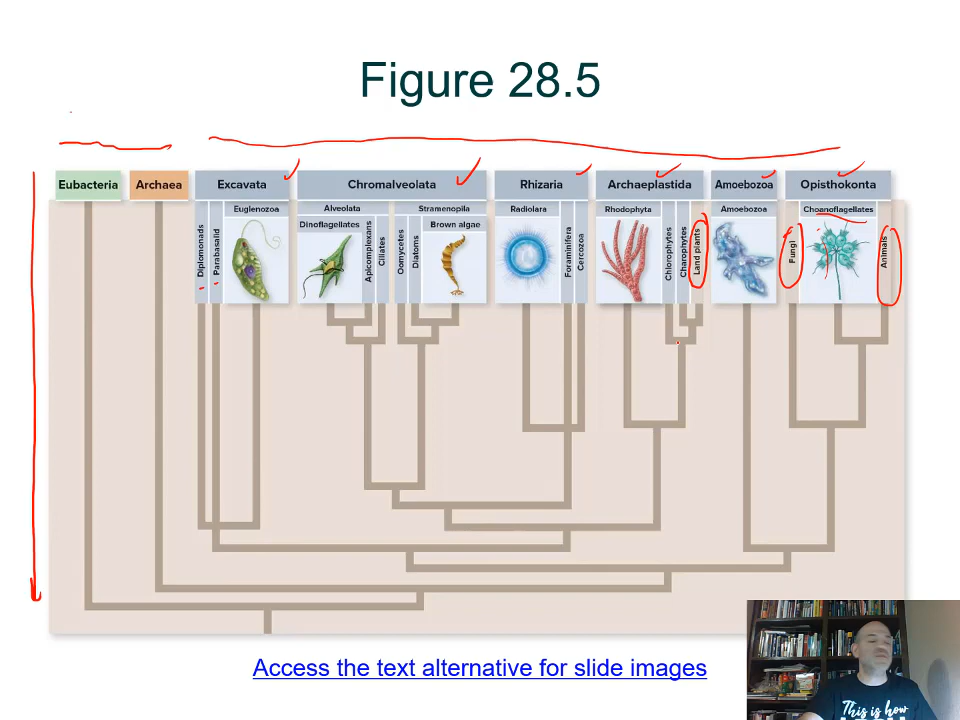 Figure 28.5
Eubacteria
Archaea
Excavata
Chromalveolata
Rhizaria
Archaeplastida
Amoebozoa
Opisthokonta
Diplomonads
Parabasalid
Euglenozoa
Alveolata
Dinoflagellates
Apicomplexans
Ciliates
Stramenopila
Oomycetes
Diatoms
Brown algae
Radiolara
Foraminifera
Cercozoa
Rhodophyta
Chlorophytes
Charophytes
Land plants
Amoebozoa
Fungi
Choanoflagellates
Animals
Access the text alternative for slide images
This is how